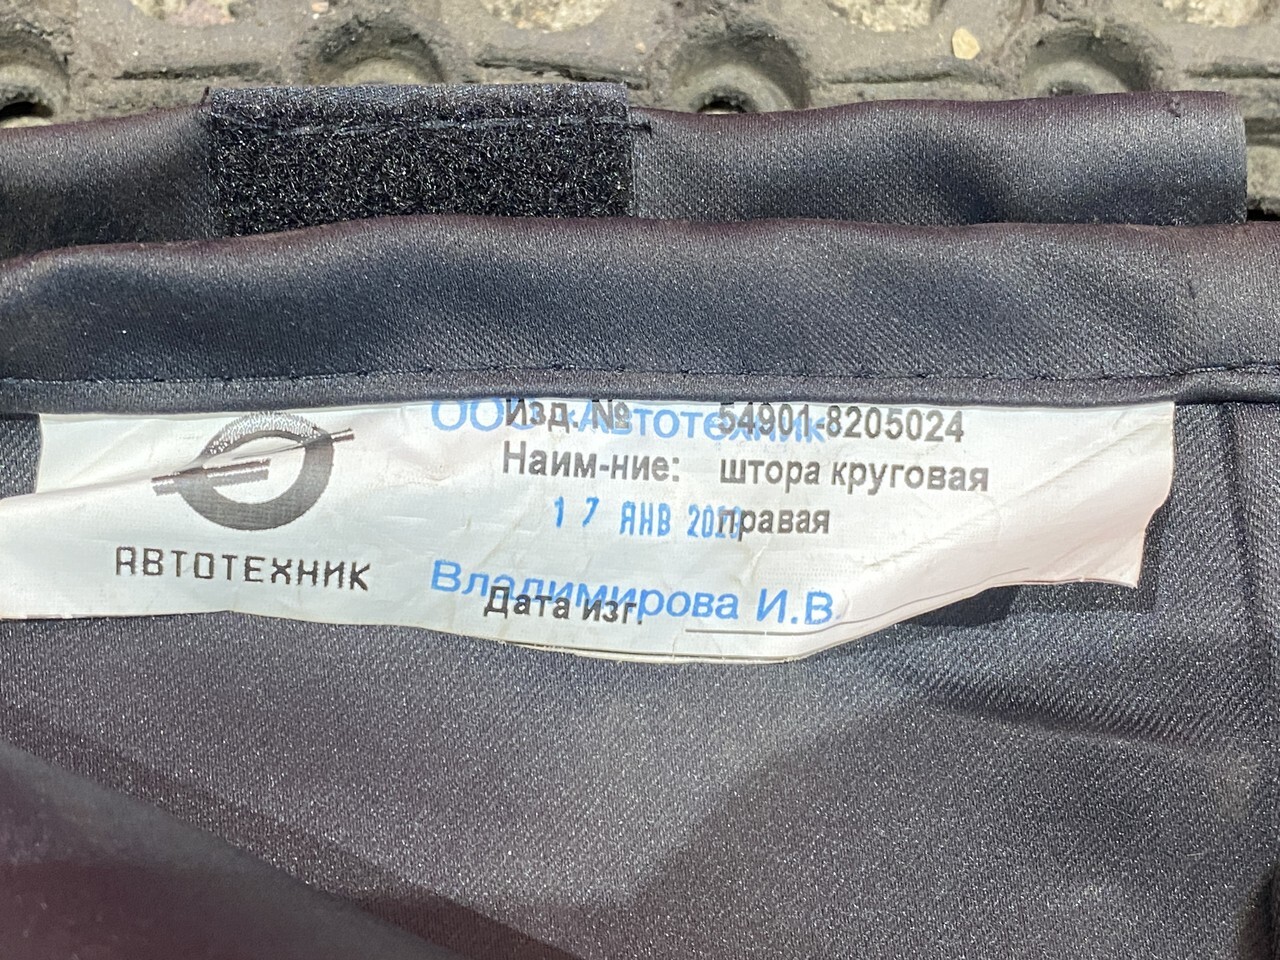 АВТОТЕХНИК
ООО «Автотехник
Изд. № 54901-8205024
Наим-ние: штора круговая
правая
17 ЯНВ
Владимирова И.В
Дата изг.